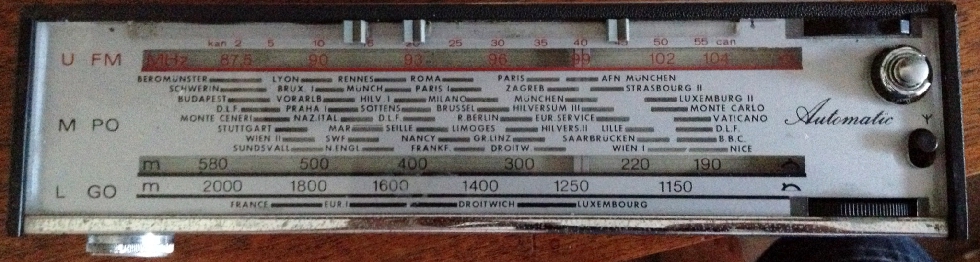 kan 2 5 10 15 20 25 30 35 40 45 50 55 can
U FM MHz 87.5 90 93 96 99 102 104
BEROMÜNSTER LYON RENNES ROMA PARIS AFN MÜNCHEN
SCHWERIN BRUX. I MÜNCH. PARIS I ZAGREB STRASBOURG II
BUDAPEST VORARLB HILV. I MILANO MÜNCHEN LUXEMBURG II
D.L.F. PRAHA I SOTTENS BRUSSEL HILVERSUM III MONTE CARLO
M PO MONTE CENERI NAZ.ITAL D.L.F. R.BERLIN EUR.SERVICE VATICANO Automatic
STUTTGART MAR SEILLE LIMOGES HILVERS.II LILLE D.L.F.
WIEN II SWF NANCY GR.LINZ SAARBRÜCKEN B.B.C.
SUNDSVALL N.ENGL FRANKF. DROITW WIEN I NICE
m 580 500 400 300 220 190
L GO m 2000 1800 1600 1400 1250 1150
FRANCE EUR.I DROITWICH LUXEMBOURG